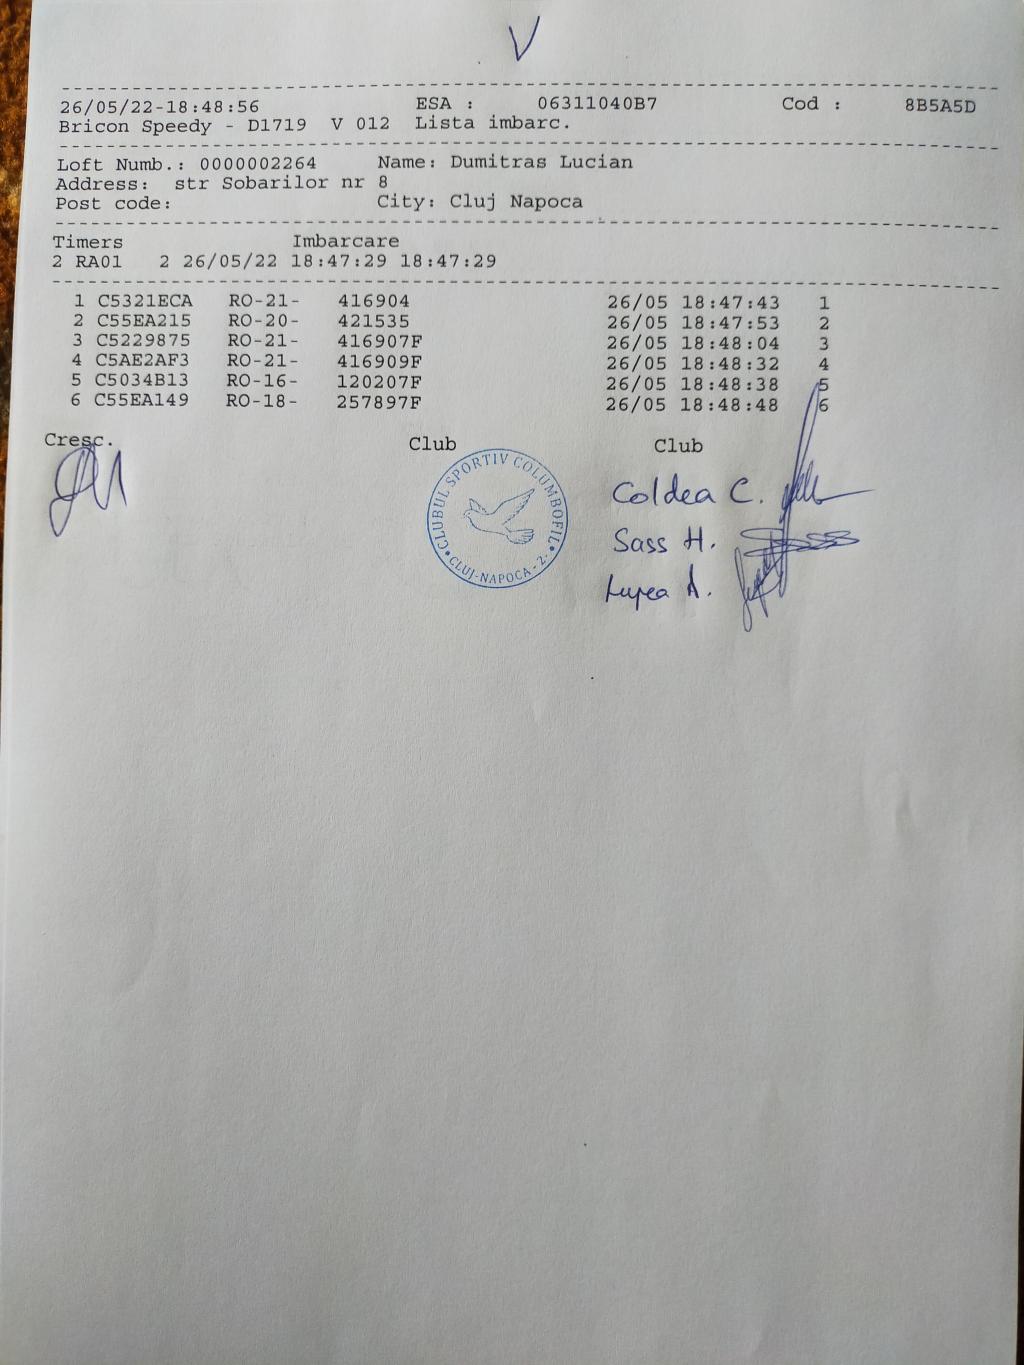 V
26/05/22-18:48:56 ESA : 06311040B7 Cod : 8B5A5D
Bricon Speedy - D1719 V 012 Lista imbarc.
Loft Numb.: 0000002264 Name: Dumitras Lucian
Address: str Sobarilor nr 8
Post code: City: Cluj Napoca
Timers Imbarcare
2 RA01 2 26/05/22 18:47:29 18:47:29
1 C5321ECA RO-21- 416904 26/05 18:47:43 1
2 C55EA215 RO-20- 421535 26/05 18:47:53 2
3 C5229875 RO-21- 416907F 26/05 18:48:04 3
4 C5AE2AF3 RO-21- 416909F 26/05 18:48:32 4
5 C5034B13 RO-16- 120207F 26/05 18:48:38 5
6 C55EA149 RO-18- 257897F 26/05 18:48:48 6
Cresc. Club Club
CLUBUL SPORTIV COLUMBOFIL
CLUJ-NAPOCA-2
Coldea C.
Sass H.
Lupea A.